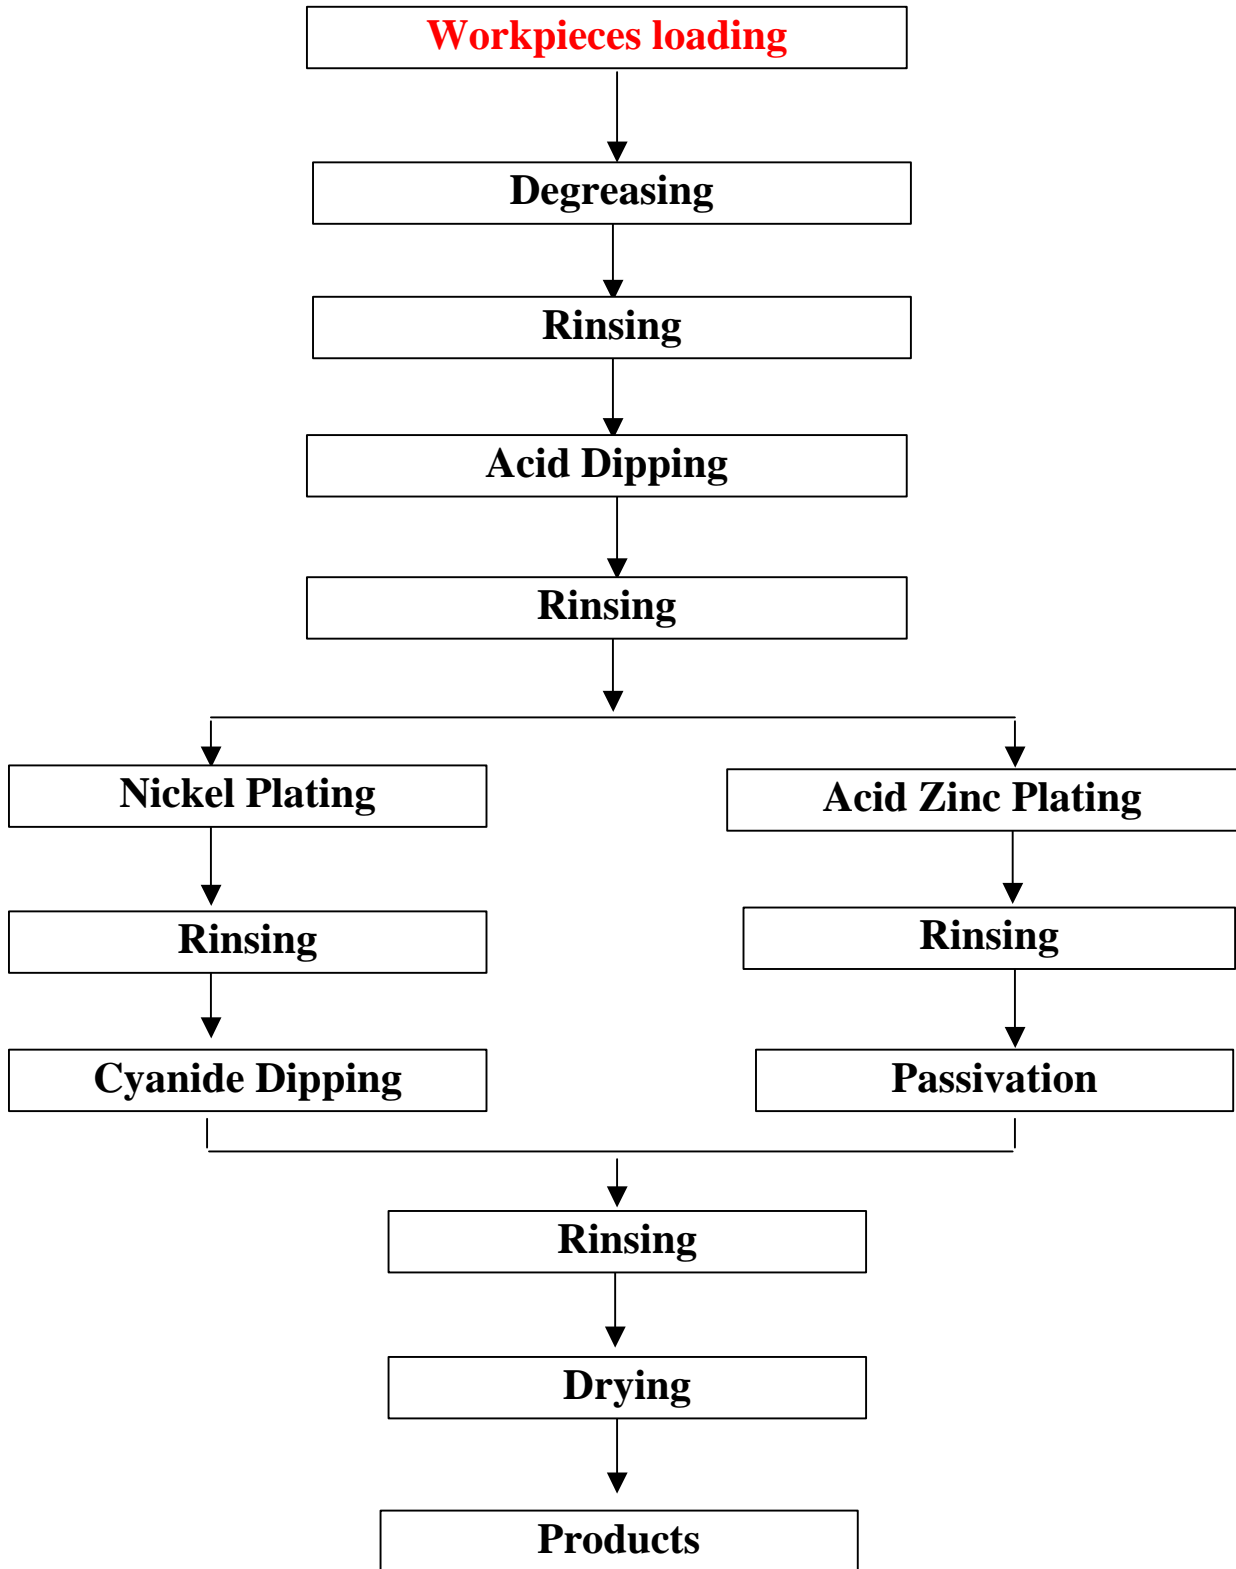 Workpieces loading
Degreasing
Rinsing
Acid Dipping
Rinsing
Nickel Plating
Acid Zinc Plating
Rinsing
Rinsing
Cyanide Dipping
Passivation
Rinsing
Drying
Products